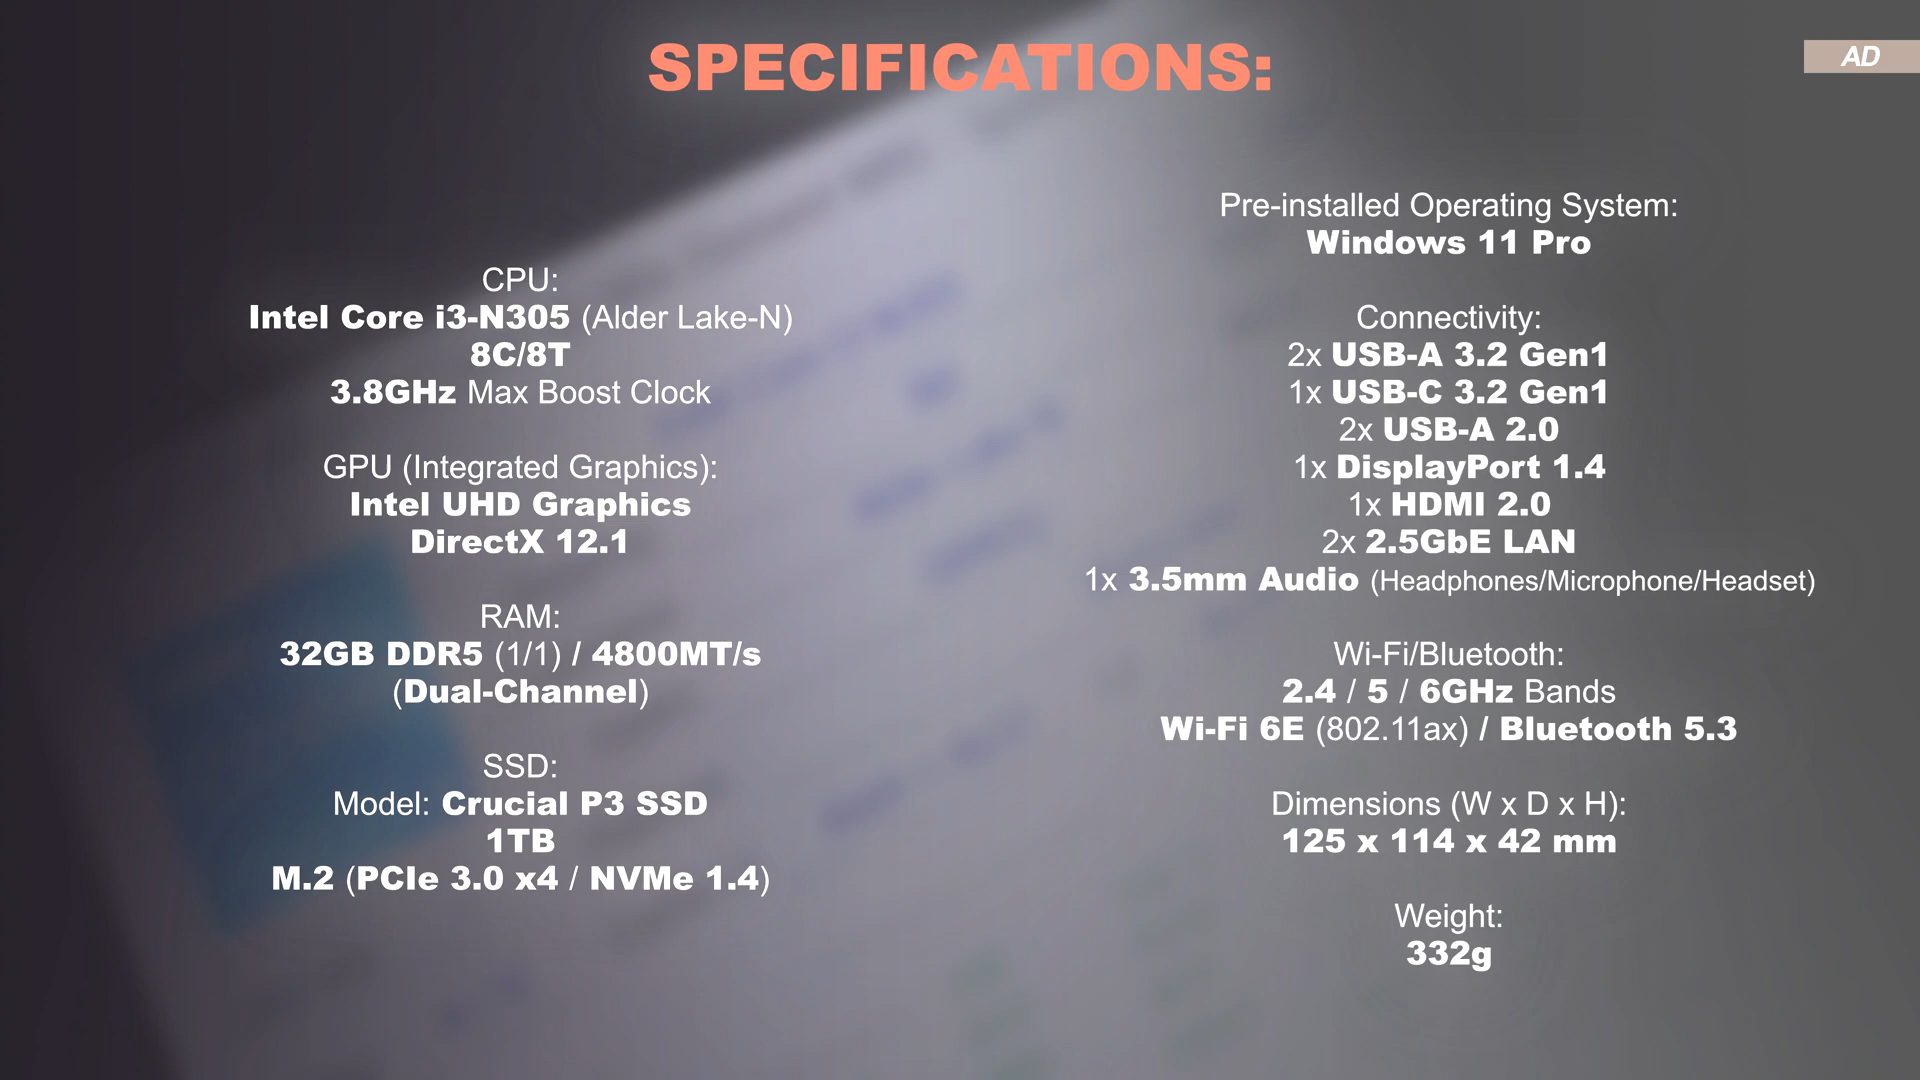 SPECIFICATIONS:
AD
CPU:
Intel Core i3-N305 (Alder Lake-N)
8C/8T
3.8GHz Max Boost Clock
GPU (Integrated Graphics):
Intel UHD Graphics
DirectX 12.1
RAM:
32GB DDR5 (1/1) / 4800MT/s
(Dual-Channel)
SSD:
Model: Crucial P3 SSD
1TB
M.2 (PCIe 3.0 x4 / NVMe 1.4)
Pre-installed Operating System:
Windows 11 Pro
Connectivity:
2x USB-A 3.2 Gen1
1x USB-C 3.2 Gen1
2x USB-A 2.0
1x DisplayPort 1.4
1x HDMI 2.0
2x 2.5GbE LAN
1x 3.5mm Audio (Headphones/Microphone/Headset)
Wi-Fi/Bluetooth:
2.4 / 5 / 6GHz Bands
Wi-Fi 6E (802.11ax) / Bluetooth 5.3
Dimensions (W x D x H):
125 x 114 x 42 mm
Weight:
332g